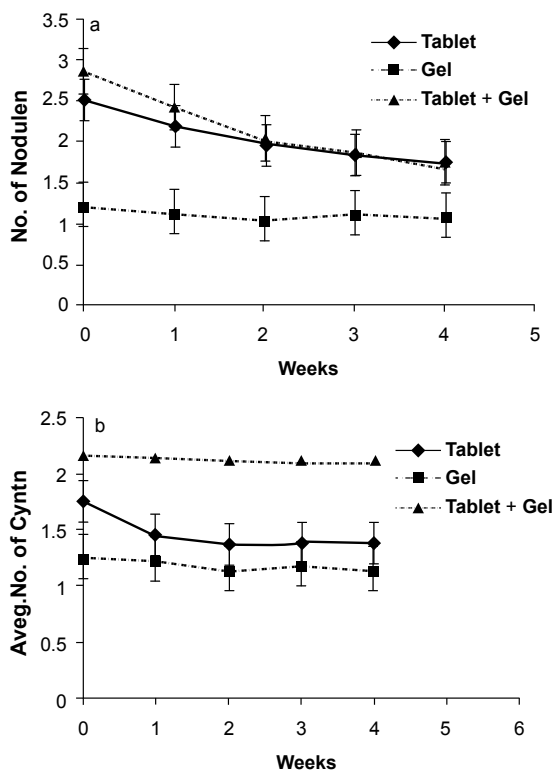 a
3.5
3
2.5
2
1.5
1
0.5
0
No. of Nodulen
0 1 2 3 4 5
Weeks
Tablet
Gel
Tablet + Gel
b
2.5
2
1.5
1
0.5
0
Aveg.No. of Cyntn
0 1 2 3 4 5 6
Weeks
Tablet
Gel
Tablet + Gel